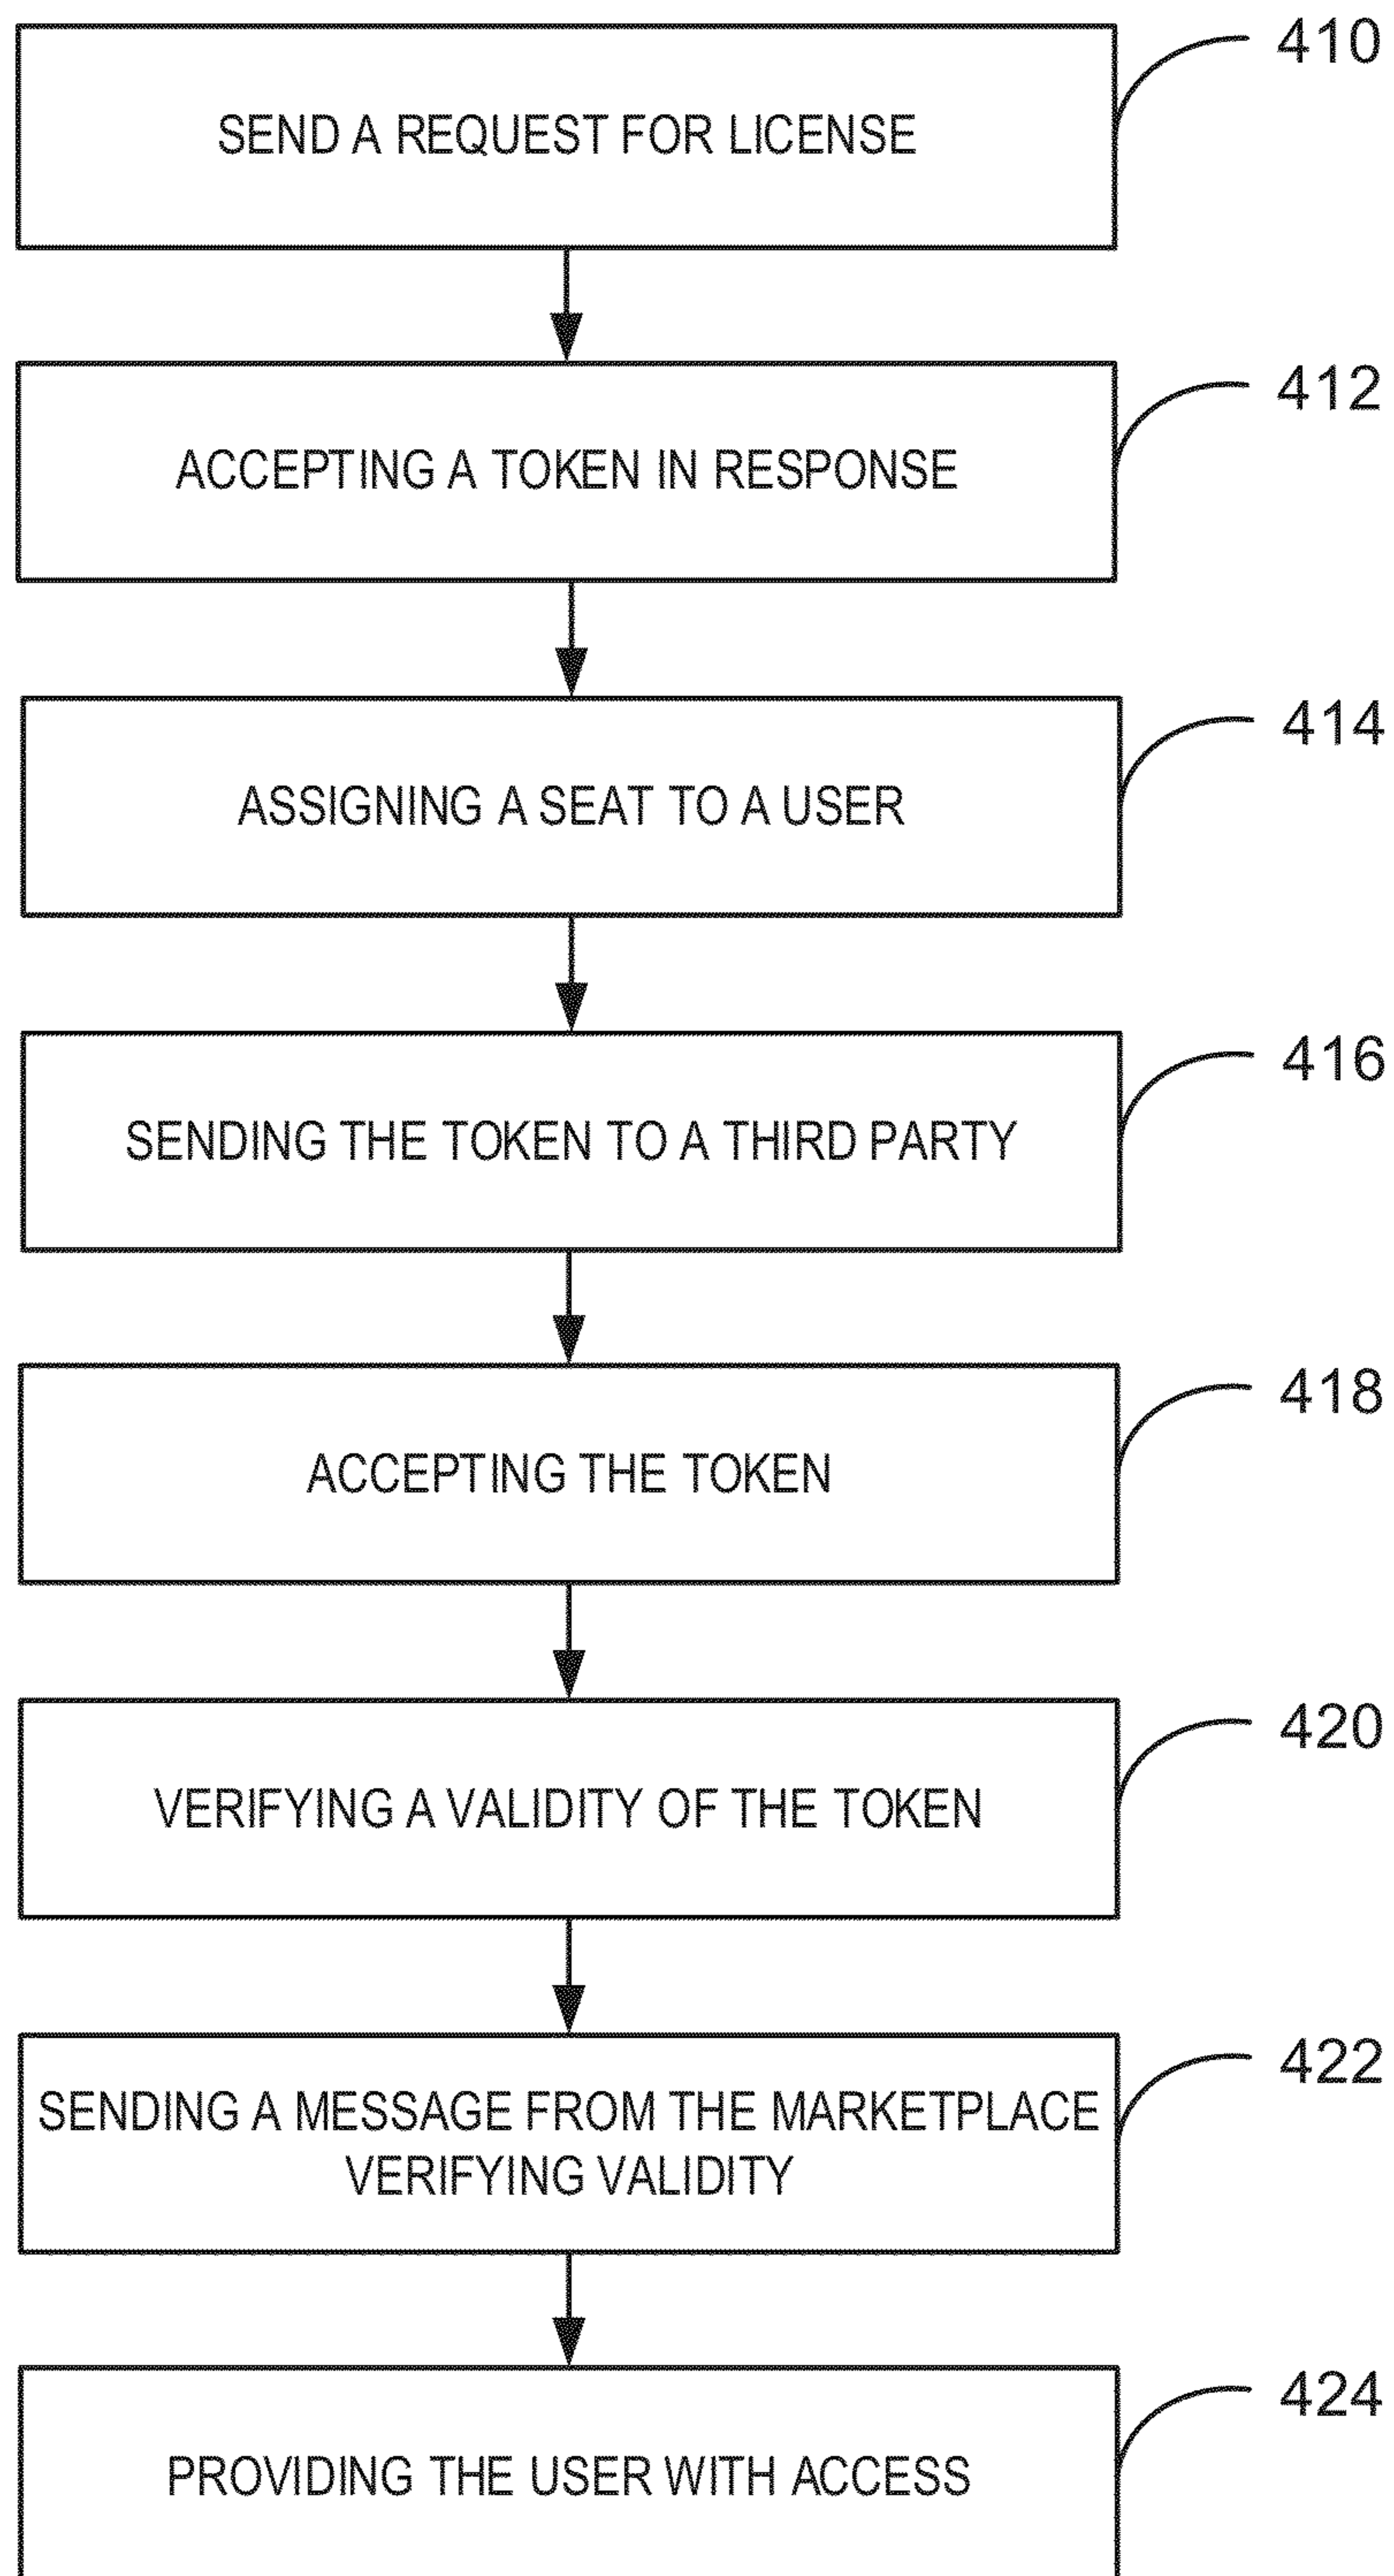 410
SEND A REQUEST FOR LICENSE
412
ACCEPTING A TOKEN IN RESPONSE
414
ASSIGNING A SEAT TO A USER
416
SENDING THE TOKEN TO A THIRD PARTY
418
ACCEPTING THE TOKEN
420
VERIFYING A VALIDITY OF THE TOKEN
422
SENDING A MESSAGE FROM THE MARKETPLACE
VERIFYING VALIDITY
424
PROVIDING THE USER WITH ACCESS